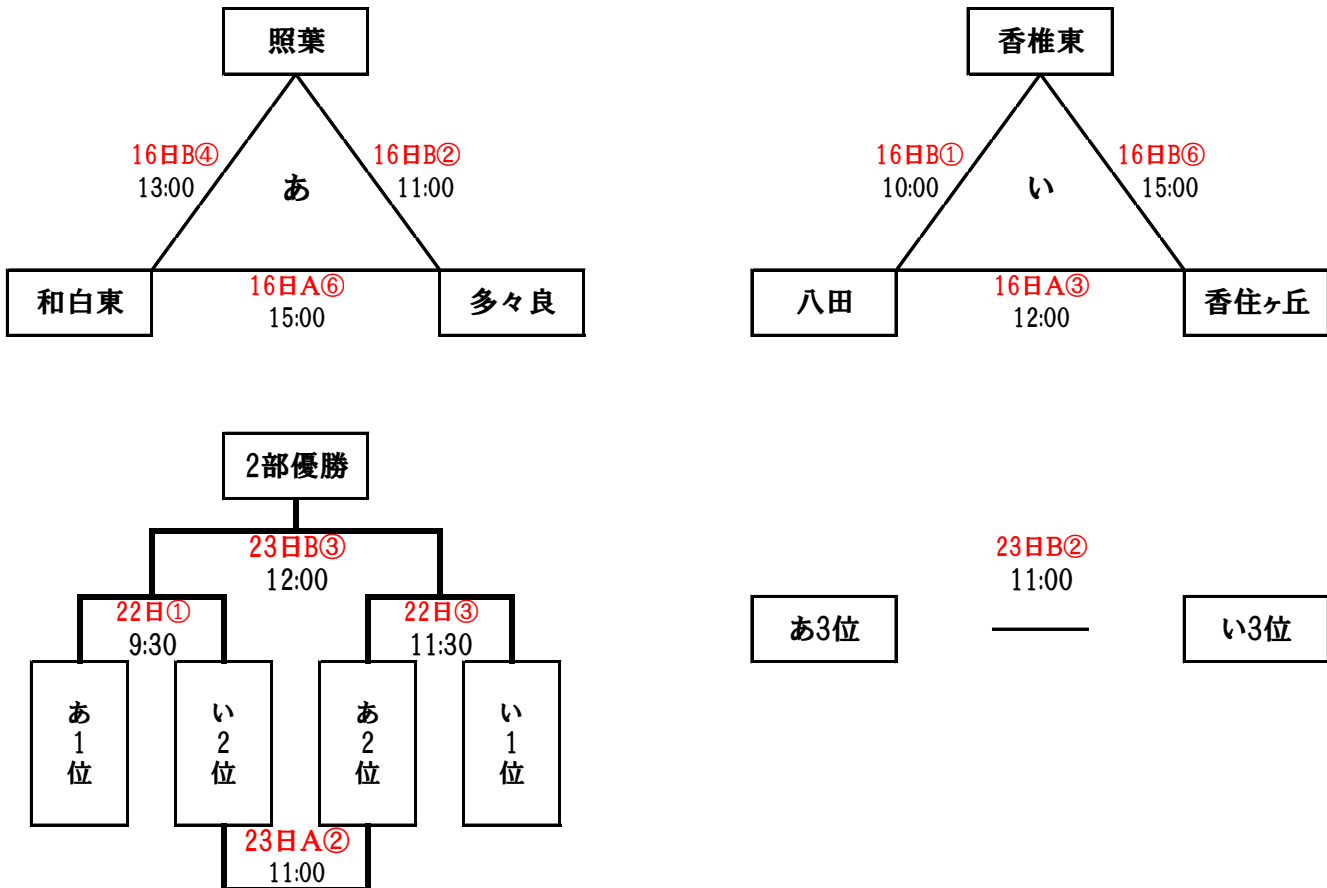 照葉
16日B④
13:00
16日B②
11:00
あ
和白東
16日A⑥
15:00
多々良
香椎東
16日B①
10:00
16日B⑥
15:00
い
八田
16日A③
12:00
香住ヶ丘
2部優勝
23日B③
12:00
22日①
9:30
22日③
11:30
あ1位
い2位
あ2位
い1位
23日A②
11:00
23日B②
11:00
あ3位
い3位